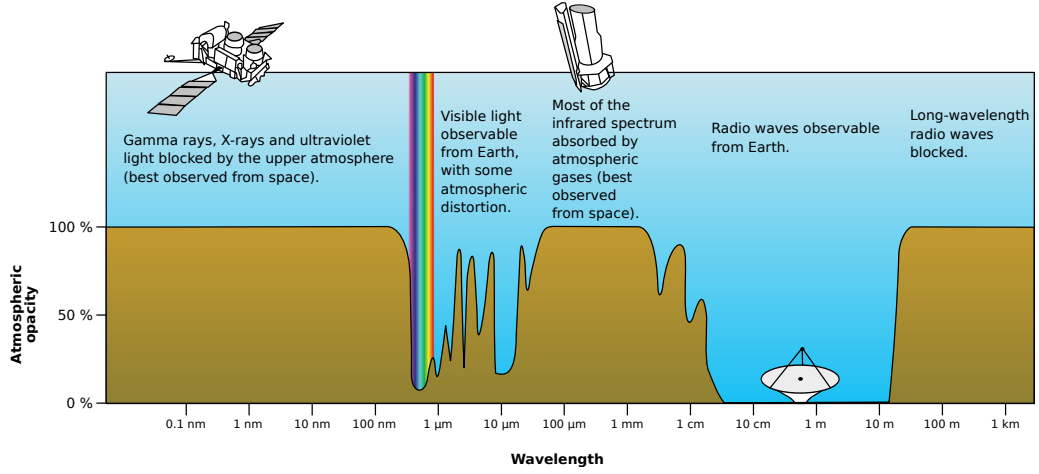 Gamma rays, X-rays and ultraviolet
light blocked by the upper atmosphere
(best observed from space).
Visible light
observable
from Earth,
with some
atmospheric
distortion.
Most of the
infrared spectrum
absorbed by
atmospheric
gases (best
observed
from space).
Radio waves observable
from Earth.
Long-wavelength
radio waves
blocked.
Atmospheric
opacity
100 %
50 %
0 %
0.1 nm
1 nm
10 nm
100 nm
1 µm
10 µm
100 µm
1 mm
1 cm
10 cm
1 m
10 m
100 m
1 km
Wavelength